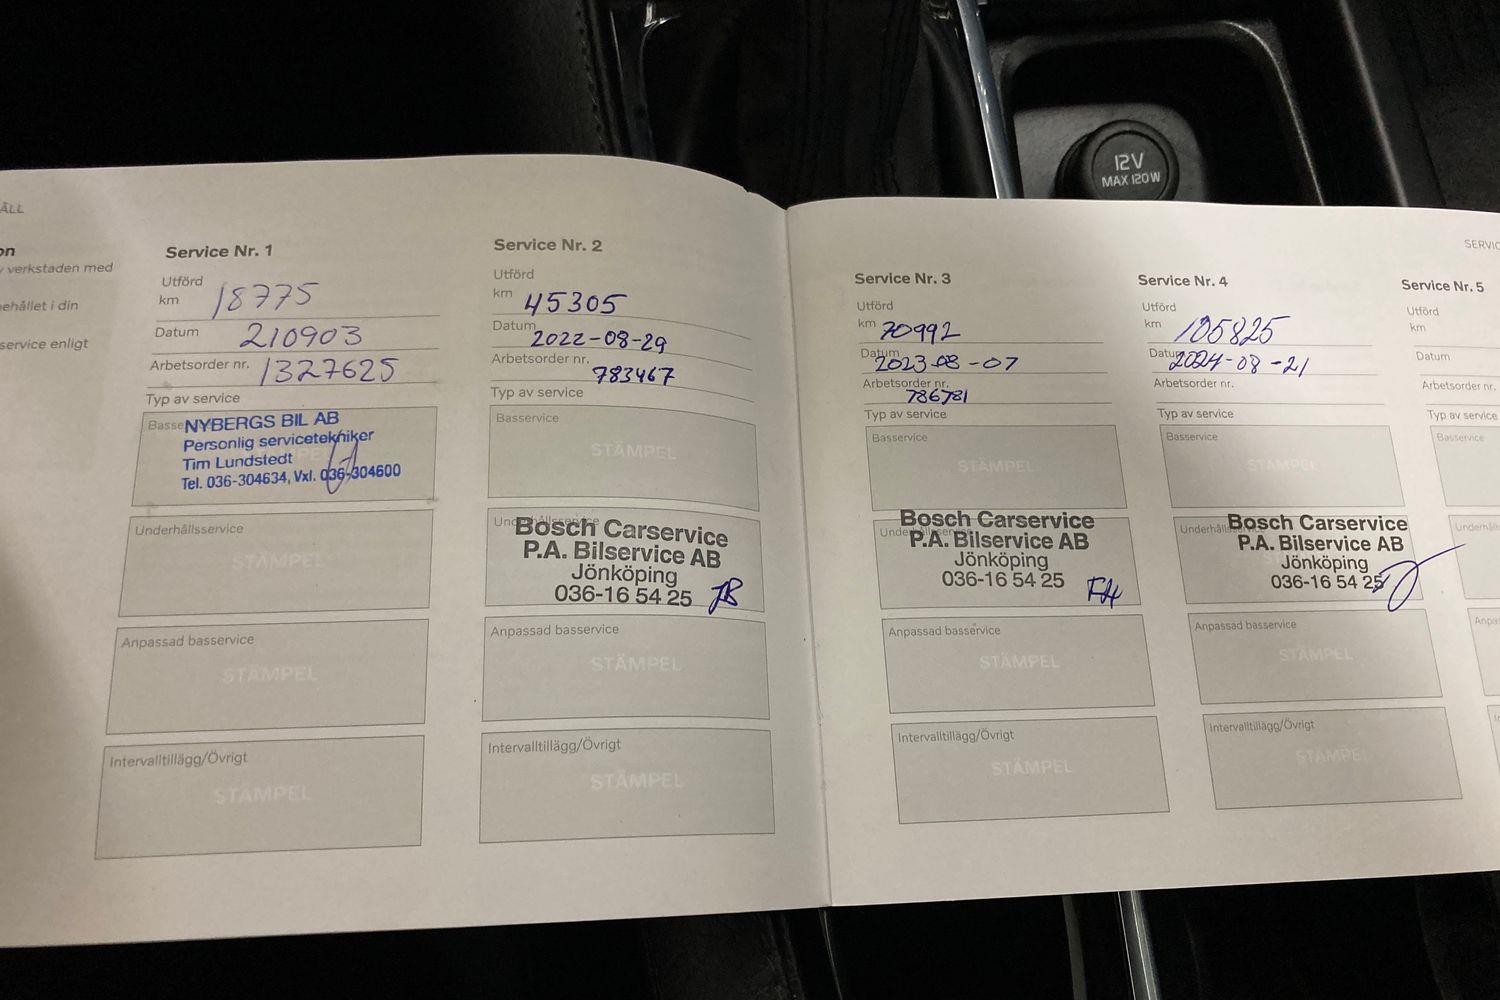 12V
MAX 120W
ÅLL
on
verkstaden med
ehållet i din
service enligt
Service Nr. 1
Utförd
km 18775
Datum 210903
Arbetsorder nr. 1327625
Typ av service
Basse
NYBERGS BIL AB
Personlig servicetekniker
Tim Lundstedt
Tel. 036-304634, Vxl. 036-304600
Underhållsservice
STÄMPEL
Anpassad basservice
STÄMPEL
Intervalltillägg/Övrigt
STÄMPEL
Service Nr. 2
Utförd
km 45305
Datum 2022-08-29
Arbetsorder nr.
783467
Typ av service
Basservice
STÄMPEL
Underhållsservice
Bosch Carservice
P.A. Bilservice AB
Jönköping
036-16 54 25 JB
Anpassad basservice
STÄMPEL
Intervalltillägg/Övrigt
STÄMPEL
SERVIC
Service Nr. 3
Utförd
km 70992
Datum 2023-08-07
Arbetsorder nr.
786781
Typ av service
Basservice
STÄMPEL
Underhållsservice
Bosch Carservice
P.A. Bilservice AB
Jönköping
036-16 54 25
Anpassad basservice
STÄMPEL
Intervalltillägg/Övrigt
STÄMPEL
Service Nr. 4
Utförd
km 105825
Datum 2024-08-21
Arbetsorder nr.
Typ av service
Basservice
STÄMPEL
Underhålls
Bosch Carservice
P.A. Bilservice AB
Jönköping
036-16 54 25
Anpassad basservice
STÄMPEL
Intervalltillägg/Övrigt
STÄMPEL
Service Nr. 5
Utförd
km
Datum
Arbetsorder nr.
Typ av service
Basservice
Underhålls
Anpas